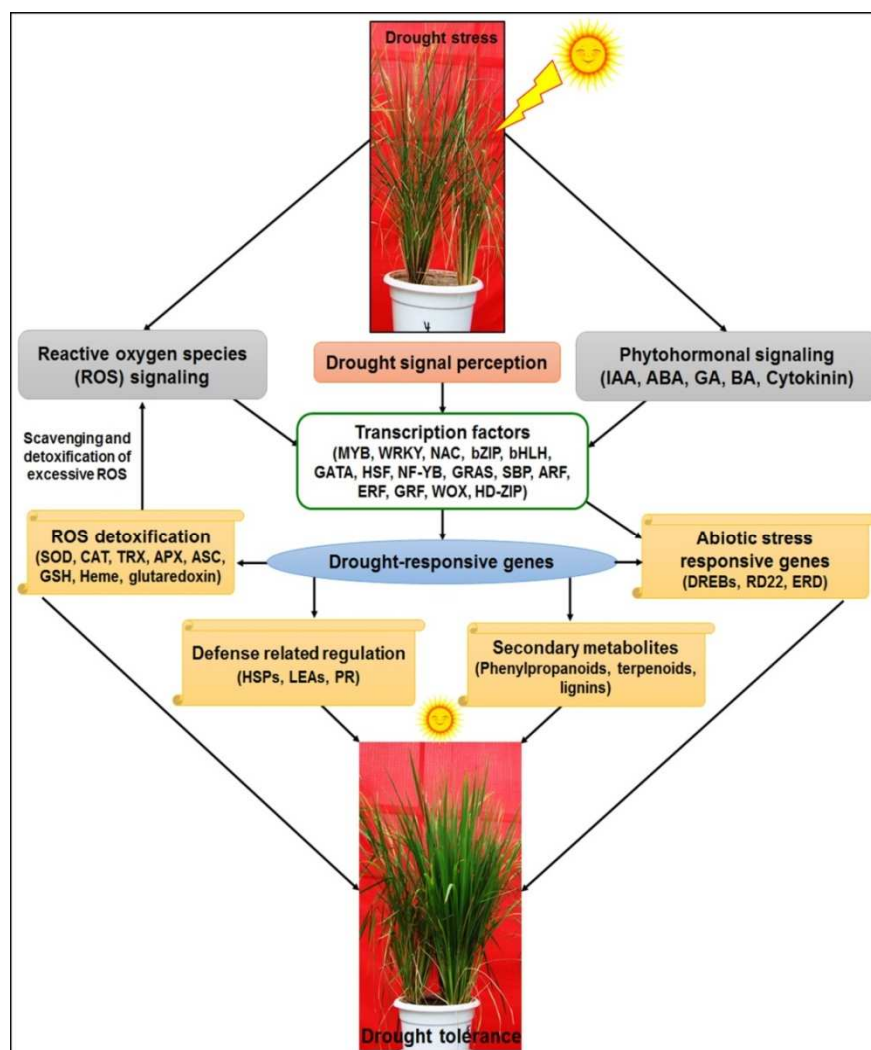 Drought stress
Reactive oxygen species
(ROS) signaling
Drought signal perception
Phytohormonal signaling
(IAA, ABA, GA, BA, Cytokinin)
Scavenging and
detoxification of
excessive ROS
Transcription factors
(MYB, WRKY, NAC, bZIP, bHLH,
GATA, HSF, NF-YB, GRAS, SBP, ARF,
ERF, GRF, WOX, HD-ZIP)
ROS detoxification
(SOD, CAT, TRX, APX, ASC,
GSH, Heme, glutaredoxin)
Drought-responsive genes
Abiotic stress
responsive genes
(DREBs, RD22, ERD)
Defense related regulation
(HSPs, LEAs, PR)
Secondary metabolites
(Phenylpropanoids, terpenoids,
lignins)
Drought tolerance